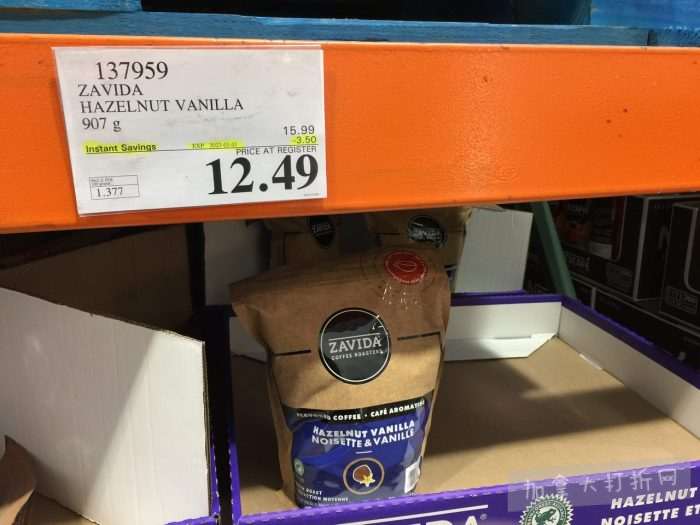 137959
ZAVIDA
HAZELNUT VANILLA
907 g
15.99
Instant Savings
-3.50
PRICE AT REGISTER
12.49
1.377
ZAVIDA
COFFEE ROASTERS
FLAVOURED COFFEE • CAFÉ AROMATISÉ
HAZELNUT VANILLA
NOISETTE & VANILLE
ROAST
MOYENNE
加拿大打折网
HAZELNUT
NOISETTE ET